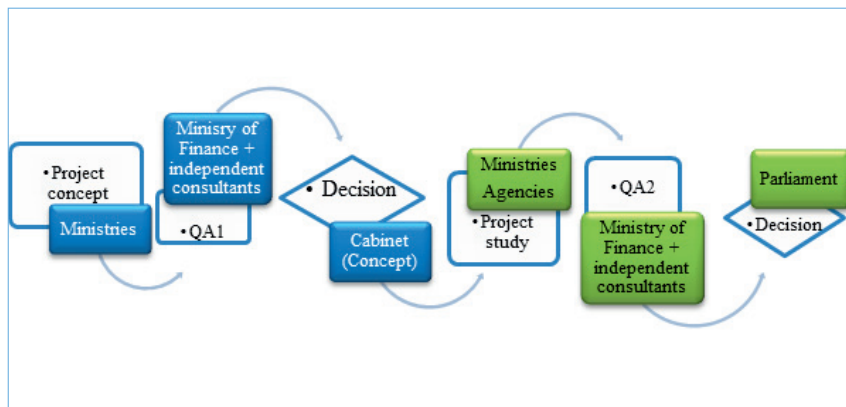 • Project
concept
Ministries
Minisry of
Finance +
independent
consultants
• QA1
• Decision
Cabinet
(Concept)
Ministries
Agencies
• Project
study
• QA2
Ministry of
Finance +
independent
consultants
Parliament
• Decision